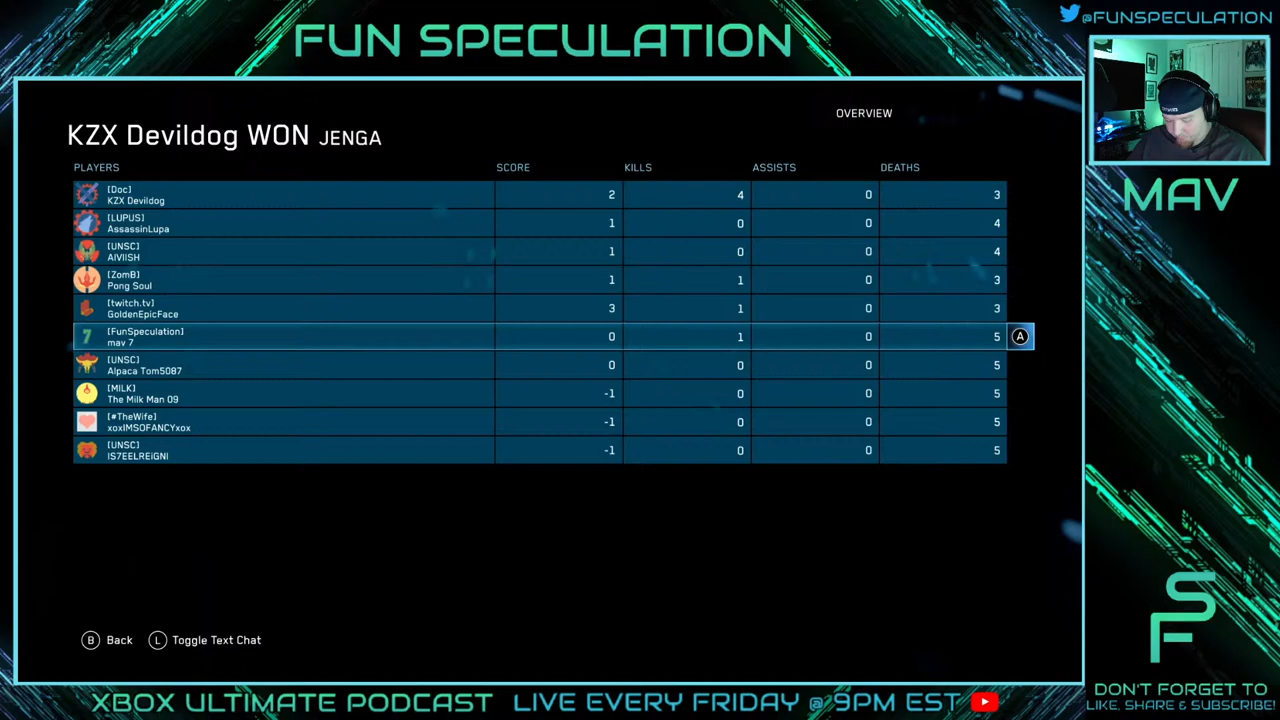 FUN SPECULATION
@FUNSPECULATION
OVERVIEW
KZX Devildog WON JENGA
PLAYERS SCORE KILLS ASSISTS DEATHS
[Doc]
KZX Devildog 2 4 0 3
[LUPUS]
AssassinLupa 1 0 0 4
[UNSC]
AIVIISH 1 0 0 4
[ZomB]
Pong Soul 1 1 0 3
[twitch.tv]
GoldenEpicFace 3 1 0 3
7 [FunSpeculation]
mav 7 0 1 0 5 A
[UNSC]
Alpaca Tom5087 0 0 0 5
[MILK]
The Milk Man 09 -1 0 0 5
[#TheWife]
xoxIMSOFANCYxox -1 0 0 5
[UNSC]
IS7EELREiGNI -1 0 0 5
B Back L Toggle Text Chat
MAV
SF
XBOX ULTIMATE PODCAST LIVE EVERY FRIDAY @ 9PM EST
DON'T FORGET TO
LIKE, SHARE & SUBSCRIBE!